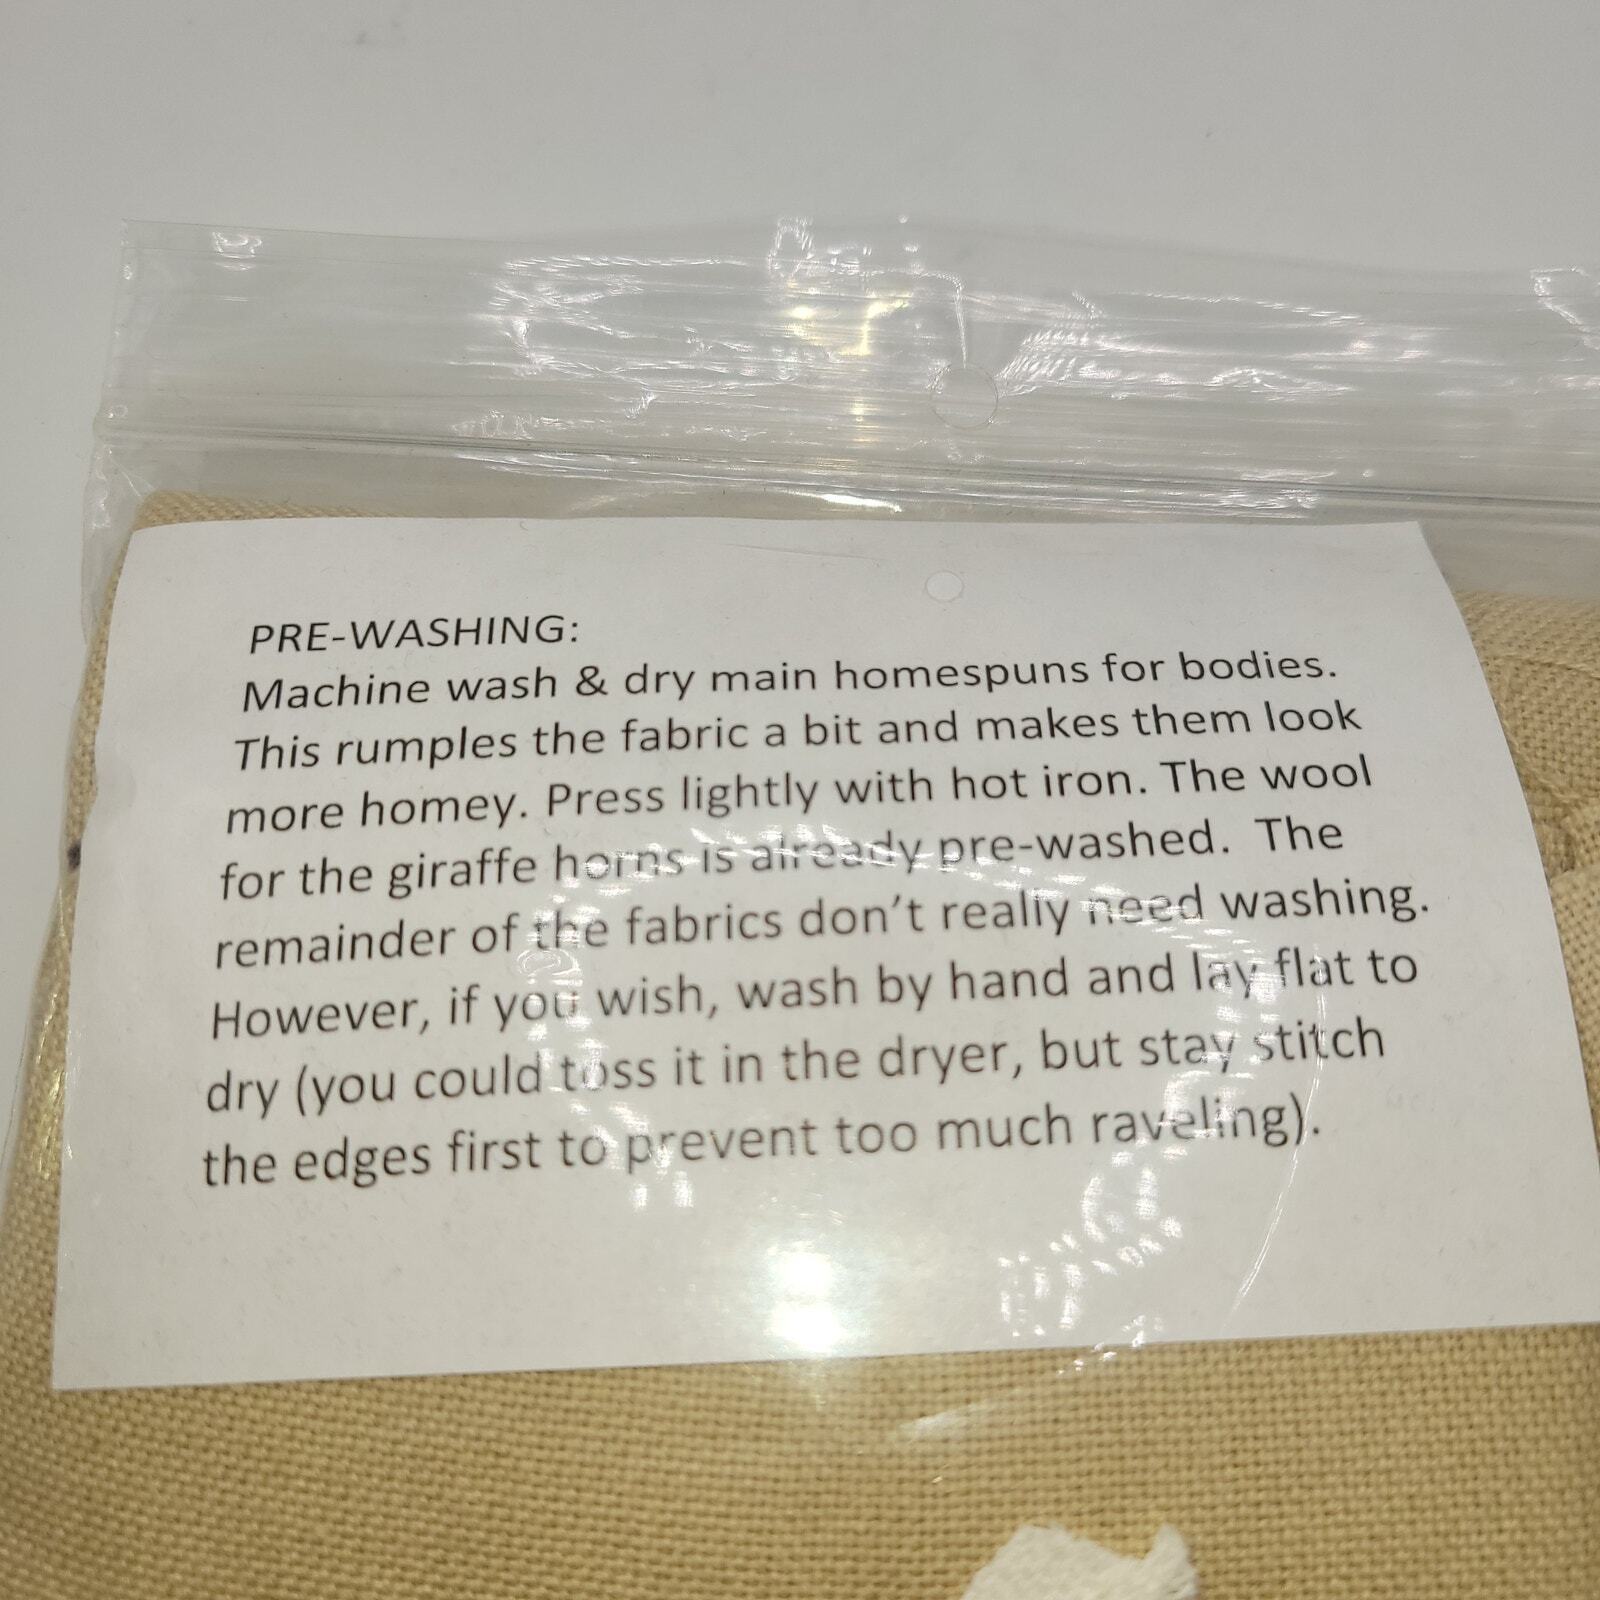 PRE-WASHING:
Machine wash & dry main homespuns for bodies.
This rumples the fabric a bit and makes them look
more homey. Press lightly with hot iron. The wool
for the giraffe horns is already pre-washed.  The
remainder of the fabrics don’t really need washing.
However, if you wish, wash by hand and lay flat to
dry (you could toss it in the dryer, but stay stitch
the edges first to prevent too much raveling).